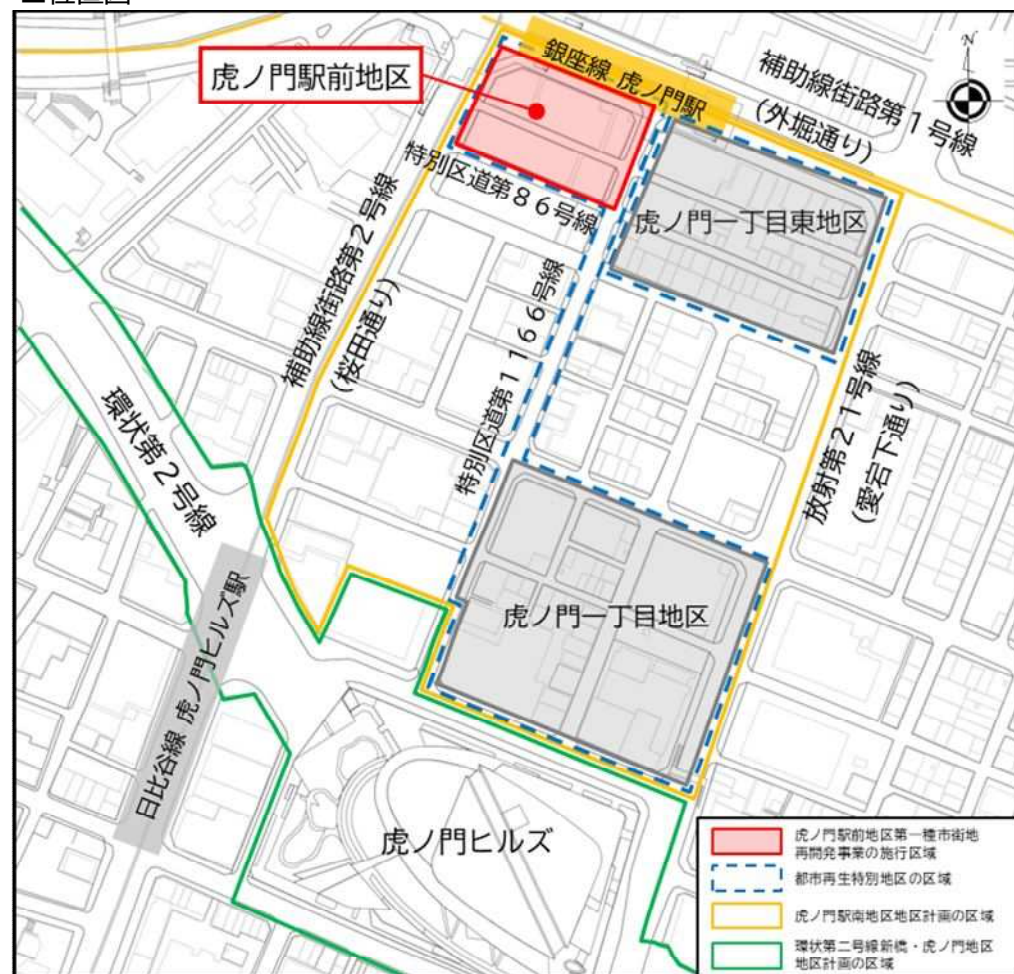 虎ノ門駅前地区
銀座線 虎ノ門駅
補助線街路第1号線
(外堀通り)
N
特別区道第86号線
虎ノ門一丁目東地区
補助線街路第2号線
(桜田通り)
特別区道第1166号線
放射第21号線
(愛宕下通り)
環状第2号線
虎ノ門一丁目地区
日比谷線 虎ノ門ヒルズ駅
虎ノ門ヒルズ
虎ノ門駅前地区第一種市街地
再開発事業の施行区域
都市再生特別地区の区域
虎ノ門駅南地区地区計画の区域
環状第二号線新橋・虎ノ門地区
地区計画の区域